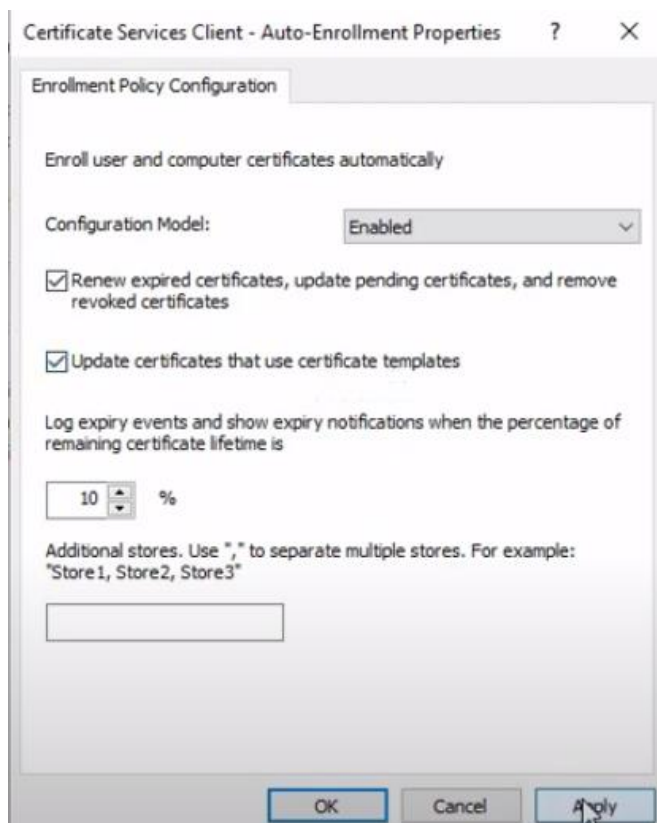 Certificate Services Client - Auto-Enrollment Properties ? ×
Enrollment Policy Configuration
Enroll user and computer certificates automatically
Configuration Model: Enabled
Renew expired certificates, update pending certificates, and remove
revoked certificates
Update certificates that use certificate templates
Log expiry events and show expiry notifications when the percentage of
remaining certificate lifetime is
10 %
Additional stores. Use "," to separate multiple stores. For example:
"Store1, Store2, Store3"
OK Cancel Apply